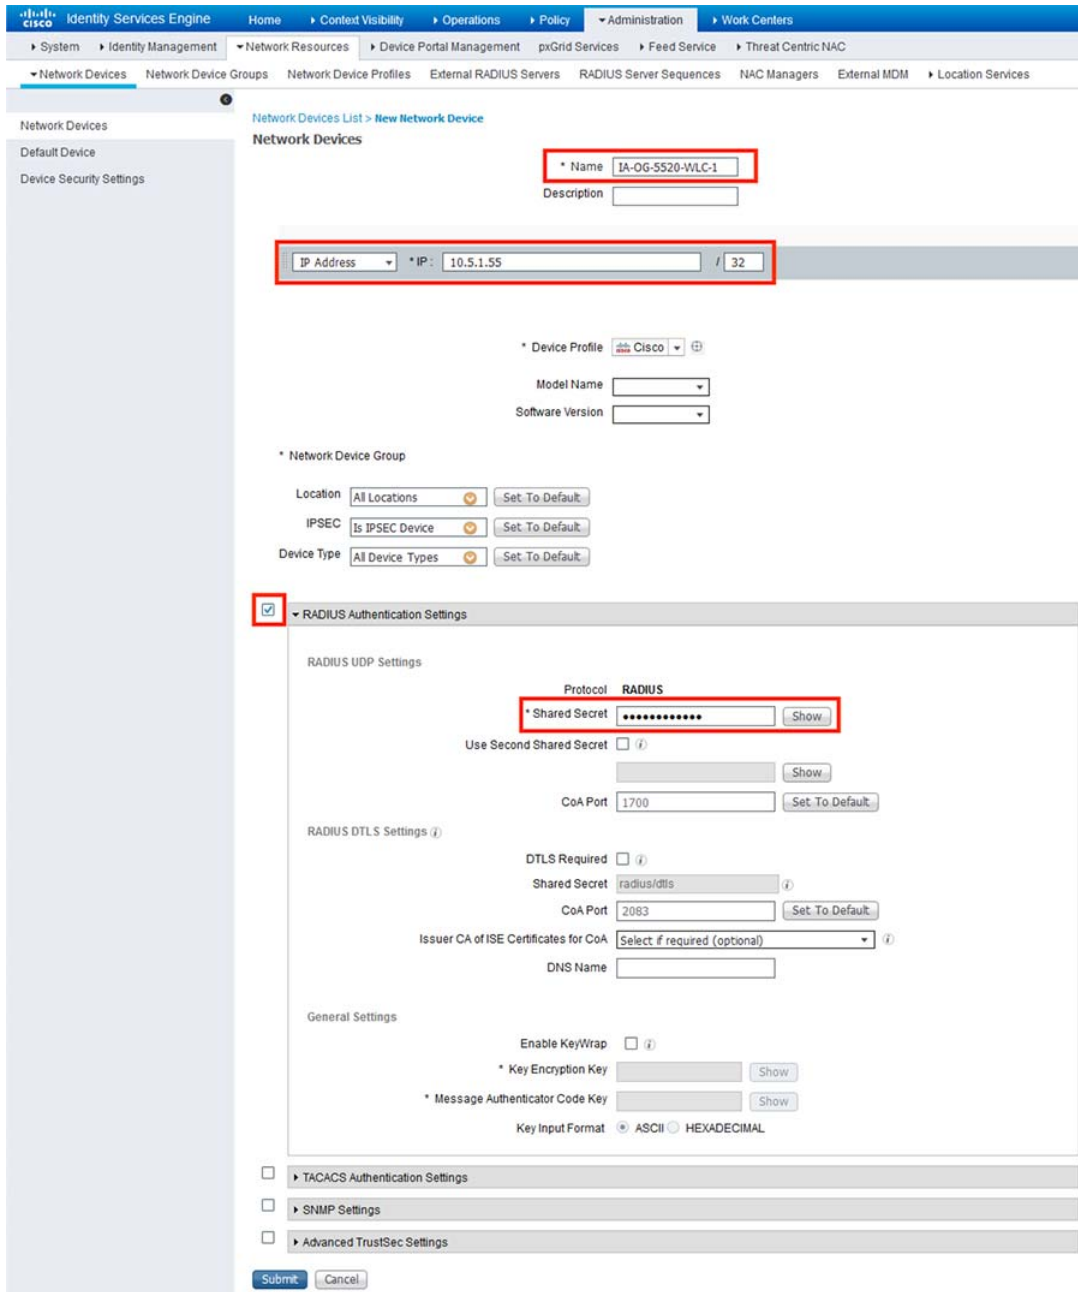 cisco Identity Services Engine Home Context Visibility Operations Policy Administration Work Centers
System Identity Management Network Resources Device Portal Management pxGrid Services Feed Service Threat Centric NAC
Network Devices Network Device Groups Network Device Profiles External RADIUS Servers RADIUS Server Sequences NAC Managers External MDM Location Services
Network Devices
Default Device
Device Security Settings
Network Devices List > New Network Device
Network Devices
* Name IA-OG-5520-WLC-1
Description
IP Address * IP : 10.5.1.55 / 32
* Device Profile Cisco
Model Name
Software Version
* Network Device Group
Location All Locations Set To Default
IPSEC Is IPSEC Device Set To Default
Device Type All Device Types Set To Default
RADIUS Authentication Settings
RADIUS UDP Settings
Protocol RADIUS
* Shared Secret •••••••••••• Show
Use Second Shared Secret i
Show
CoA Port 1700 Set To Default
RADIUS DTLS Settings i
DTLS Required i
Shared Secret radius/dtls i
CoA Port 2083 Set To Default
Issuer CA of ISE Certificates for CoA Select if required (optional) i
DNS Name
General Settings
Enable KeyWrap i
* Key Encryption Key Show
* Message Authenticator Code Key Show
Key Input Format ASCII HEXADECIMAL
TACACS Authentication Settings
SNMP Settings
Advanced TrustSec Settings
Submit Cancel